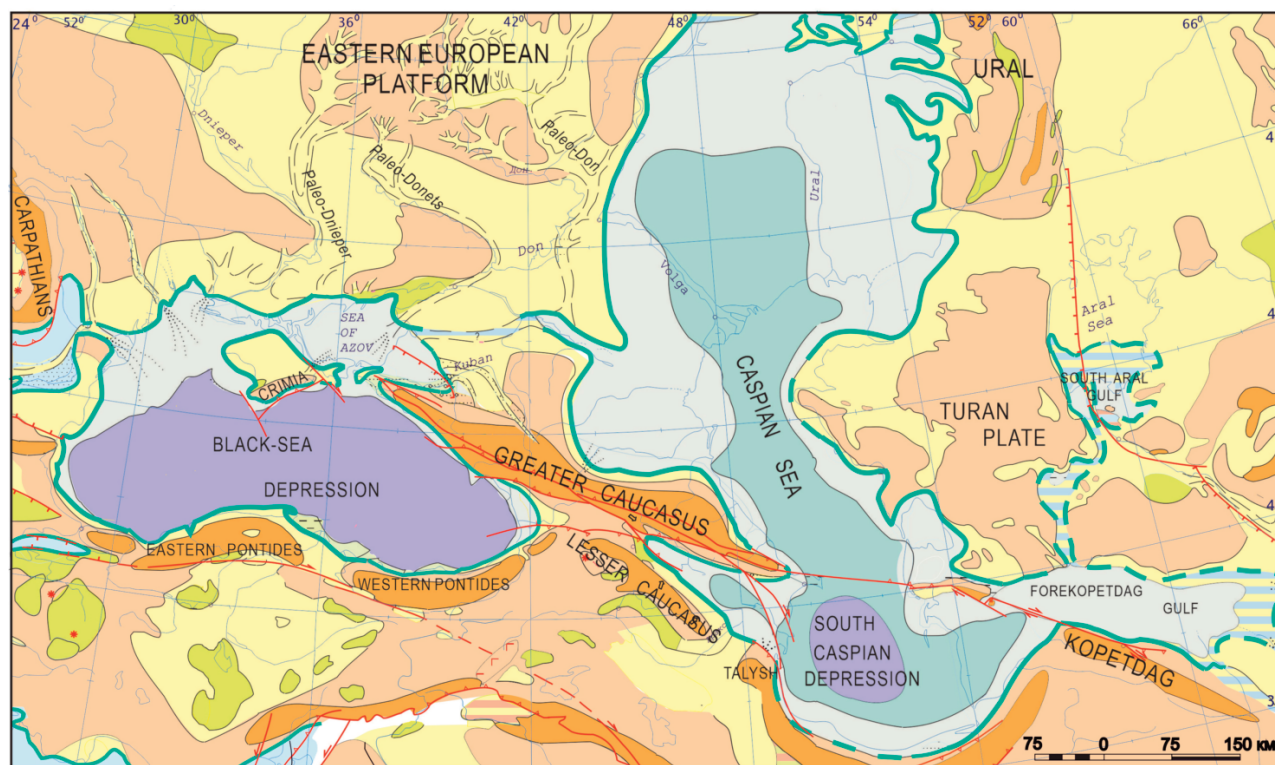 24° 30° 36° 42° 48° 54° 52° 60° 66°
52°
EASTERN EUROPEAN
PLATFORM
URAL
Dnieper
Paleo-Don
Paleo-Donets
Дон
Paleo-Dnieper
Ural
Don
Volga
CARPATHIANS
Aral
Sea
SEA
OF
AZOV
Kuban
CRIMIA
CASPIAN SEA
SOUTH ARAL
GULF
TURAN
PLATE
BLACK-SEA
DEPRESSION
GREATER CAUCASUS
EASTERN PONTIDES
WESTERN PONTIDES
LESSER CAUCASUS
FOREKOPETDAG
GULF
SOUTH
CASPIAN
DEPRESSION
TALYSH
KOPETDAG
75 0 75 150 км